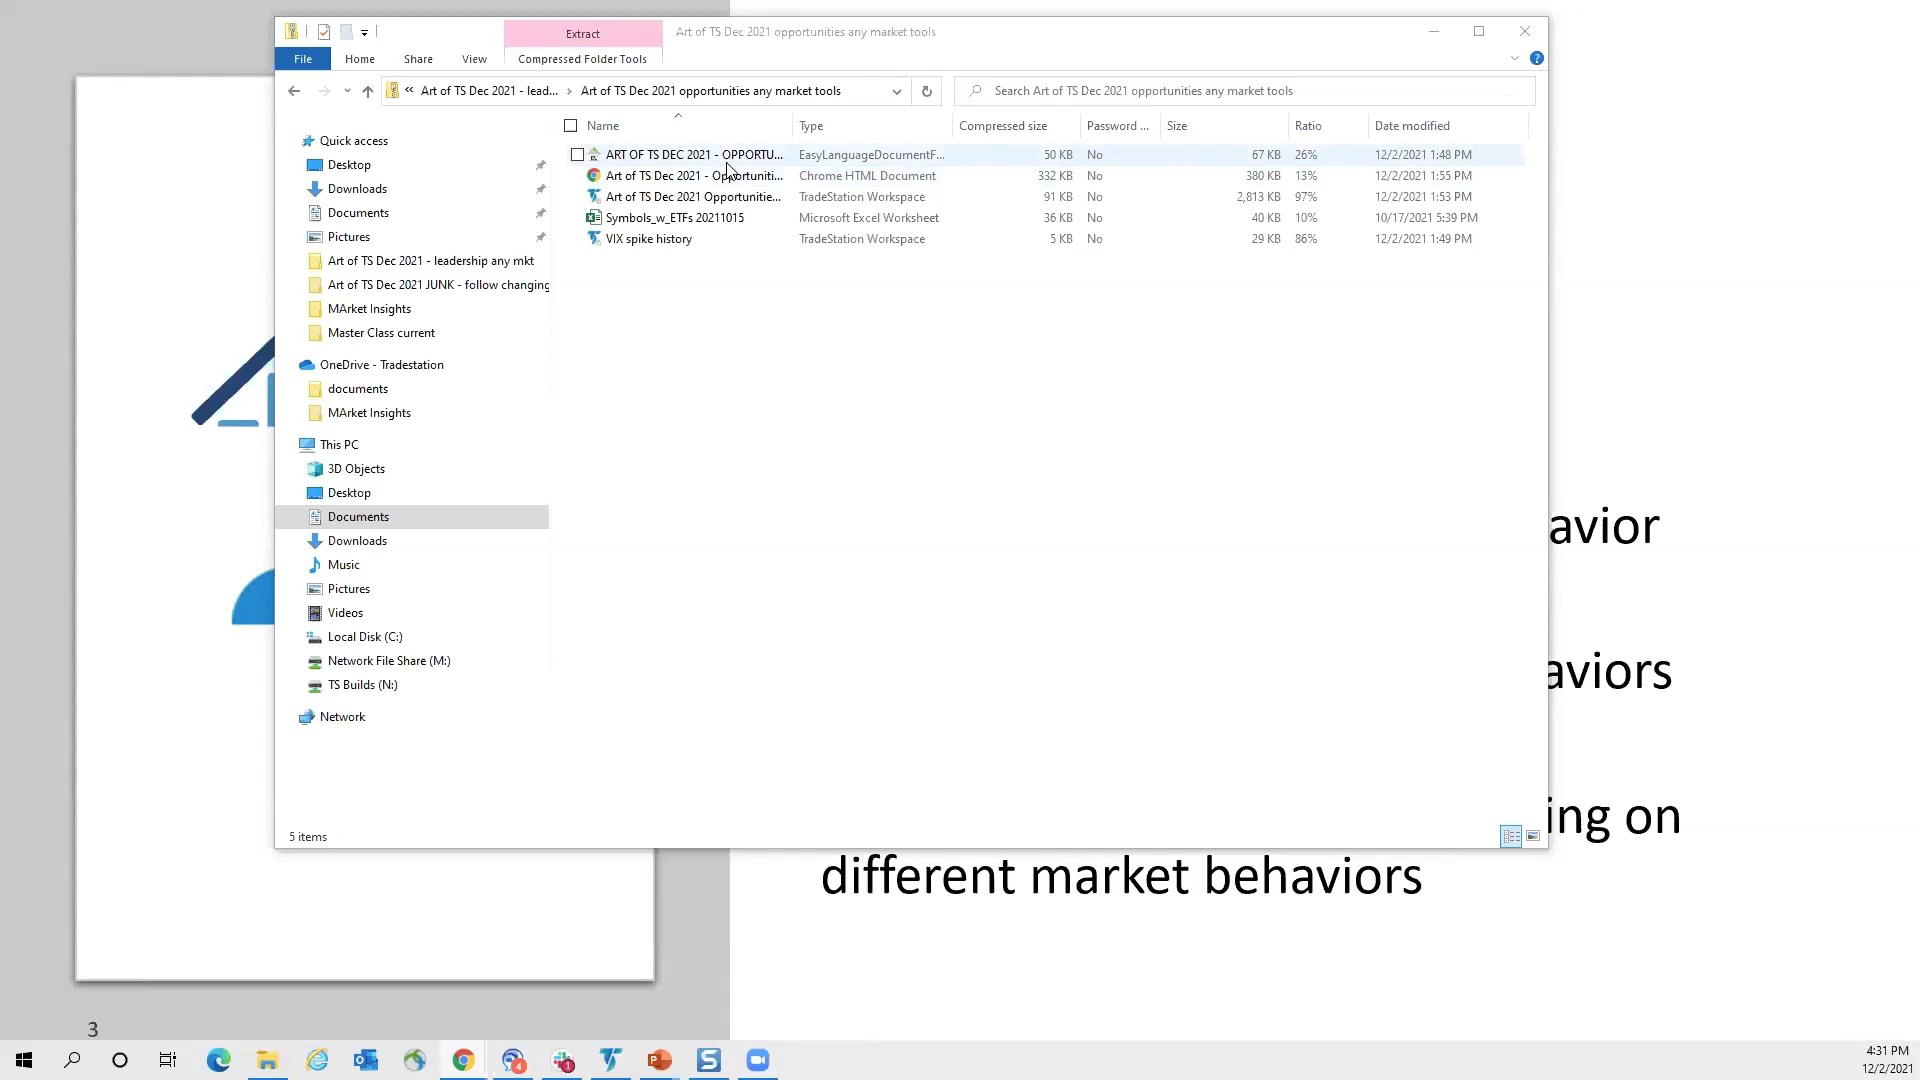 Extract
Art of TS Dec 2021 opportunities any market tools
File
Home
Share
View
Compressed Folder Tools
Art of TS Dec 2021 - lead...
Art of TS Dec 2021 opportunities any market tools
Search Art of TS Dec 2021 opportunities any market tools
Name
Type
Compressed size
Password ...
Size
Ratio
Date modified
ART OF TS DEC 2021 - OPPORTU... EasyLanguageDocumentF... 50 KB No 67 KB 26% 12/2/2021 1:48 PM
Art of TS Dec 2021 - Opportuniti... Chrome HTML Document 332 KB No 380 KB 13% 12/2/2021 1:55 PM
Art of TS Dec 2021 Opportunitie... TradeStation Workspace 91 KB No 2,813 KB 97% 12/2/2021 1:53 PM
Symbols_w_ETFs 20211015 Microsoft Excel Worksheet 36 KB No 40 KB 10% 10/17/2021 5:39 PM
VIX spike history TradeStation Workspace 5 KB No 29 KB 86% 12/2/2021 1:49 PM
Quick access
Desktop
Downloads
Documents
Pictures
Art of TS Dec 2021 - leadership any mkt
Art of TS Dec 2021 JUNK - follow changing
MArket Insights
Master Class current
OneDrive - Tradestation
documents
MArket Insights
This PC
3D Objects
Desktop
Documents
Downloads
Music
Pictures
Videos
Local Disk (C:)
Network File Share (M:)
TS Builds (N:)
Network
5 items
avior
aviors
ing on
different market behaviors
3
4:31 PM
12/2/2021